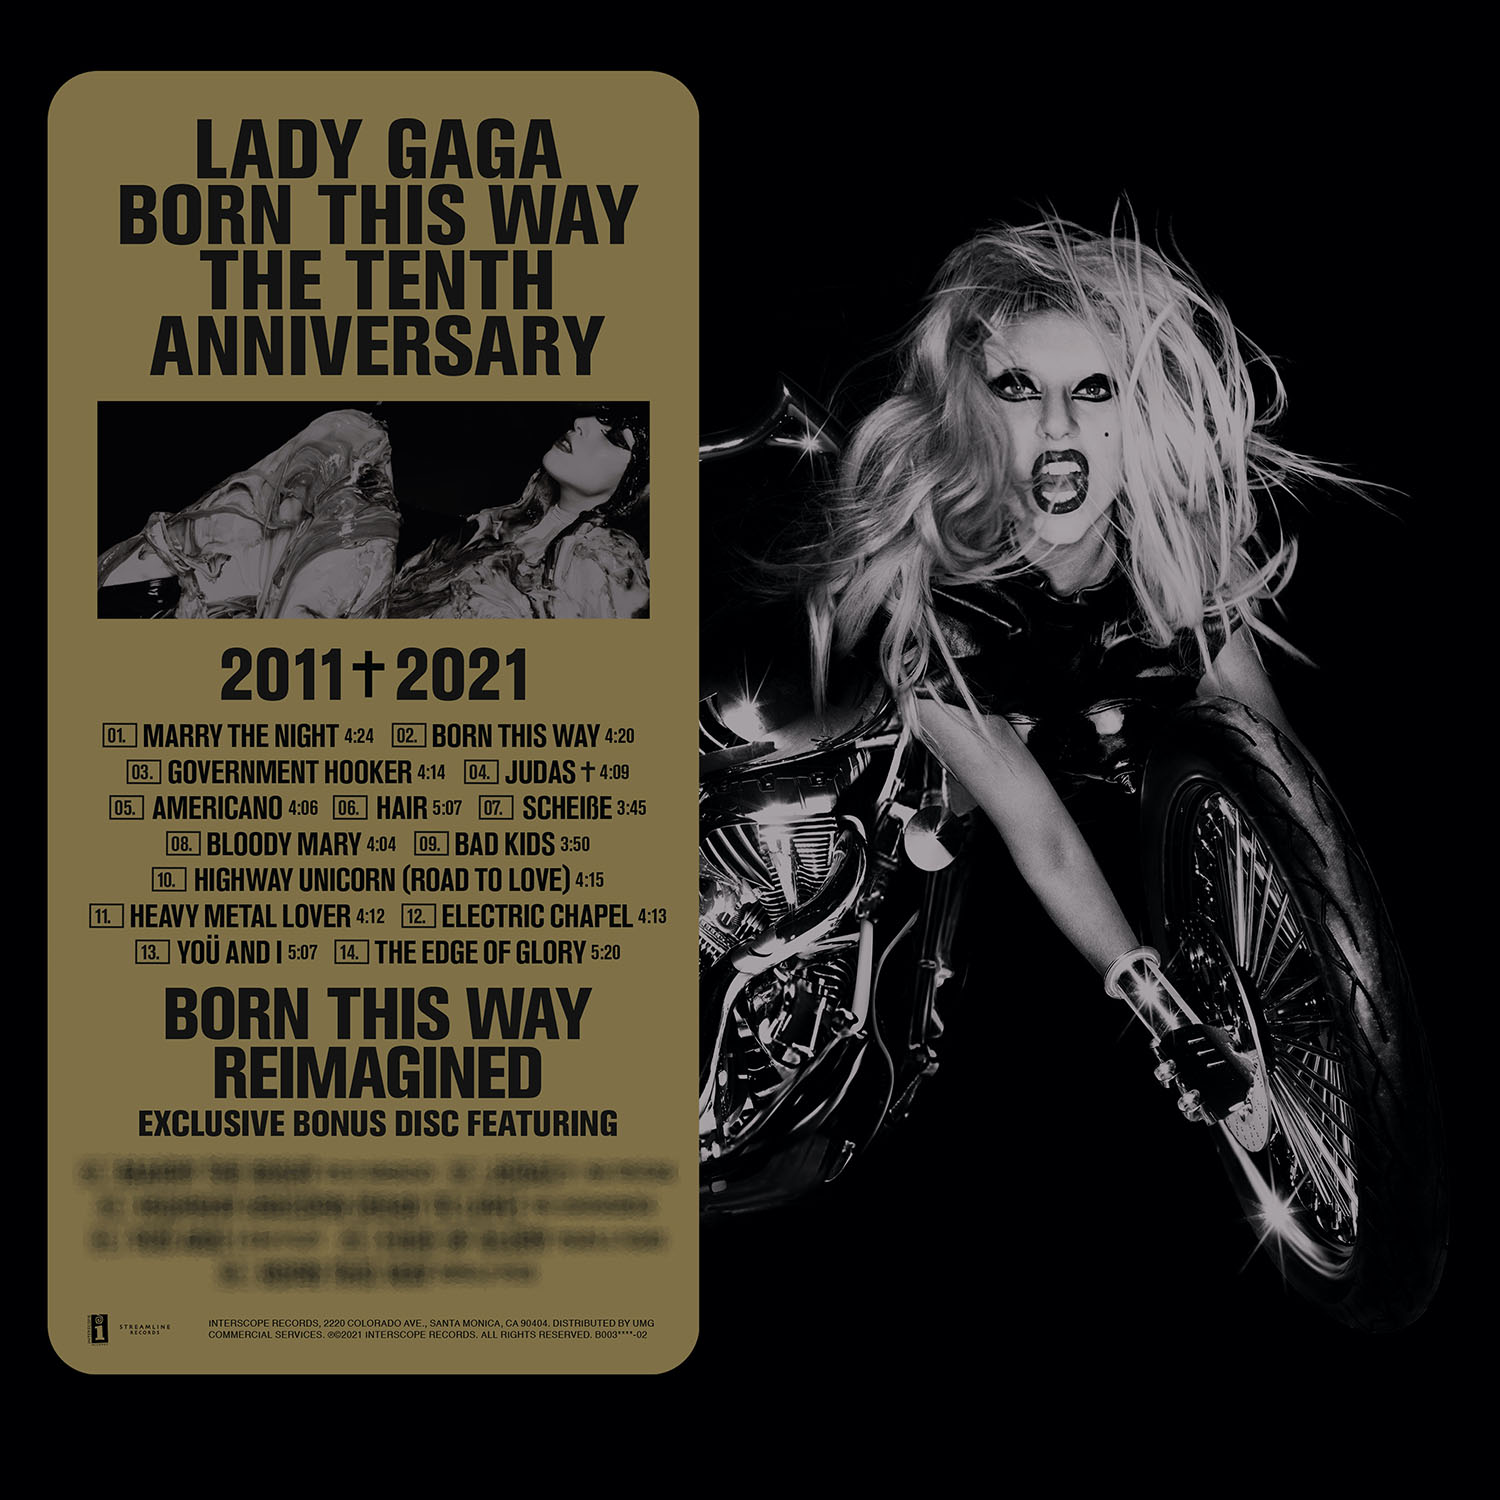 LADY GAGA
BORN THIS WAY
THE TENTH
ANNIVERSARY
2011✝2021
01. MARRY THE NIGHT 4:24 02. BORN THIS WAY 4:20
03. GOVERNMENT HOOKER 4:14 04. JUDAS ✝ 4:09
05. AMERICANO 4:06 06. HAIR 5:07 07. SCHEIßE 3:45
08. BLOODY MARY 4:04 09. BAD KIDS 3:50
10. HIGHWAY UNICORN (ROAD TO LOVE) 4:15
11. HEAVY METAL LOVER 4:12 12. ELECTRIC CHAPEL 4:13
13. YOÜ AND I 5:07 14. THE EDGE OF GLORY 5:20
BORN THIS WAY
REIMAGINED
EXCLUSIVE BONUS DISC FEATURING
STREAMLINE
RECORDS
INTERSCOPE RECORDS, 2220 COLORADO AVE., SANTA MONICA, CA 90404. DISTRIBUTED BY UMG
COMMERCIAL SERVICES. ℗©2021 INTERSCOPE RECORDS. ALL RIGHTS RESERVED. B003****-02